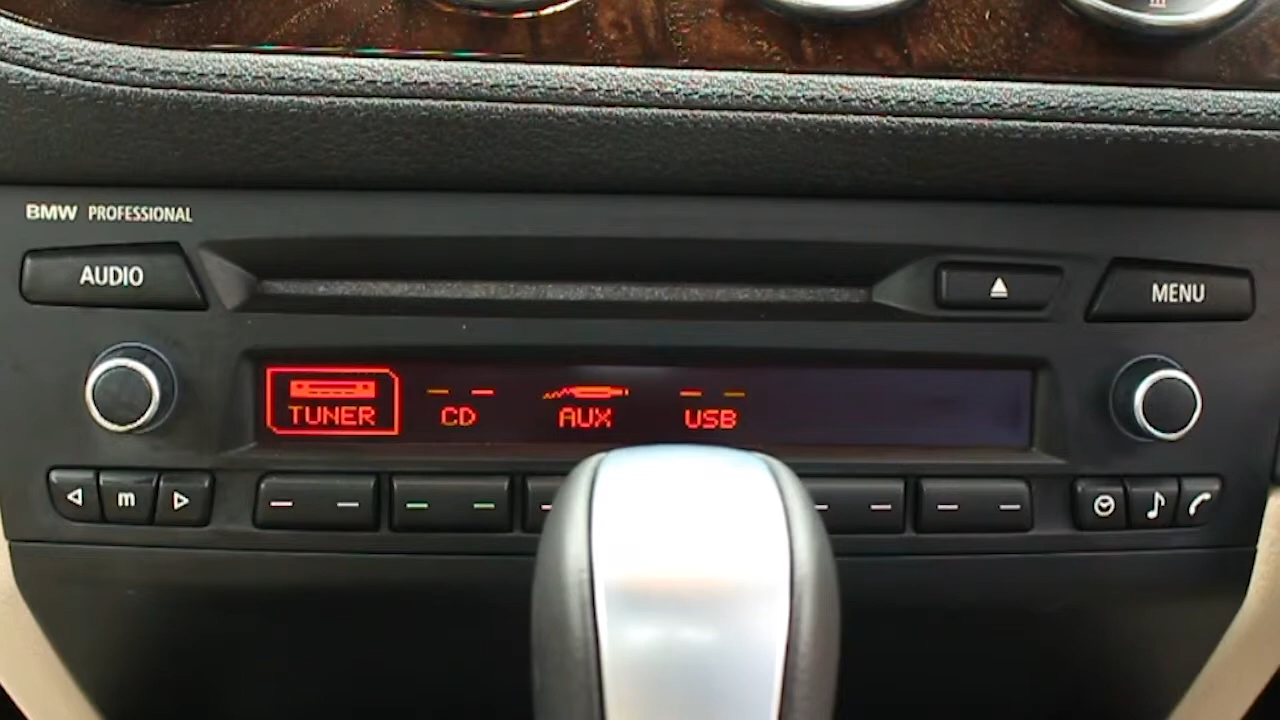 BMW PROFESSIONAL
AUDIO
MENU
TUNER CD AUX USB
m